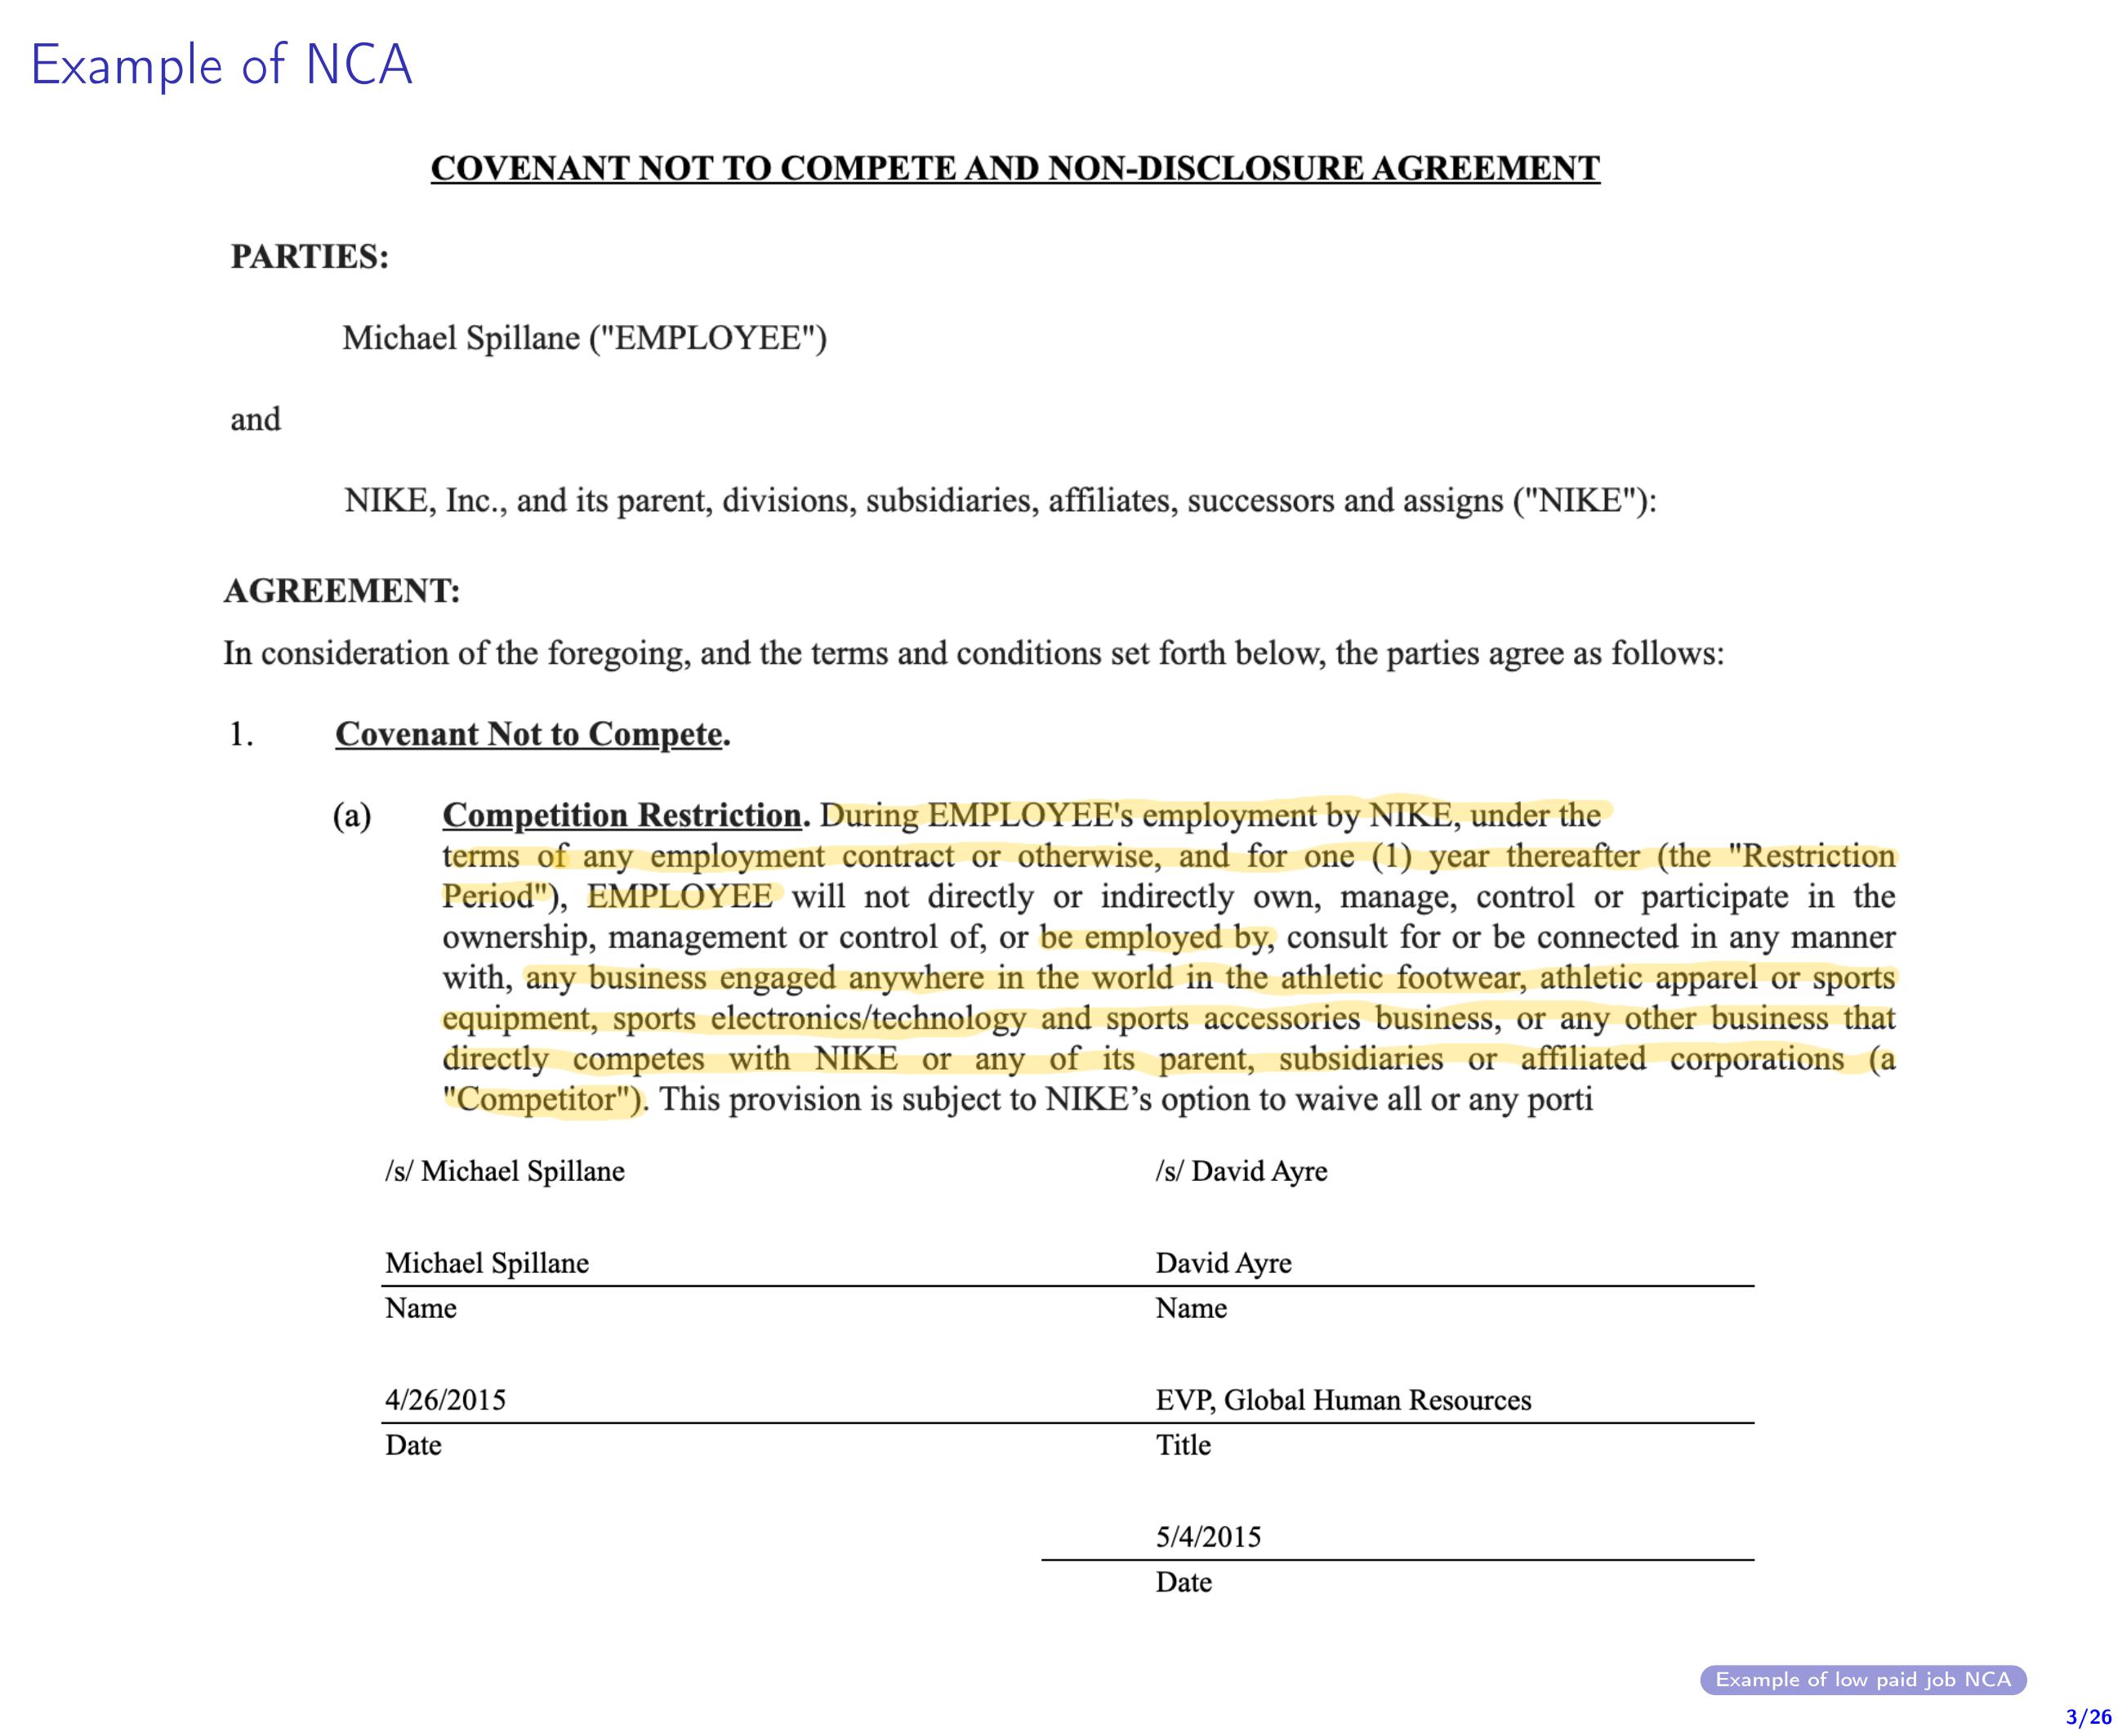 Example of NCA
COVENANT NOT TO COMPETE AND NON-DISCLOSURE AGREEMENT
PARTIES:
Michael Spillane ("EMPLOYEE")
and
NIKE, Inc., and its parent, divisions, subsidiaries, affiliates, successors and assigns ("NIKE"):
AGREEMENT:
In consideration of the foregoing, and the terms and conditions set forth below, the parties agree as follows:
1. Covenant Not to Compete.
(a) Competition Restriction. During EMPLOYEE's employment by NIKE, under the
terms of any employment contract or otherwise, and for one (1) year thereafter (the "Restriction
Period"), EMPLOYEE will not directly or indirectly own, manage, control or participate in the
ownership, management or control of, or be employed by, consult for or be connected in any manner
with, any business engaged anywhere in the world in the athletic footwear, athletic apparel or sports
equipment, sports electronics/technology and sports accessories business, or any other business that
directly competes with NIKE or any of its parent, subsidiaries or affiliated corporations (a
"Competitor"). This provision is subject to NIKE’s option to waive all or any porti
/s/ Michael Spillane /s/ David Ayre
Michael Spillane David Ayre
Name Name
4/26/2015 EVP, Global Human Resources
Date Title
5/4/2015
Date
Example of low paid job NCA
3/26